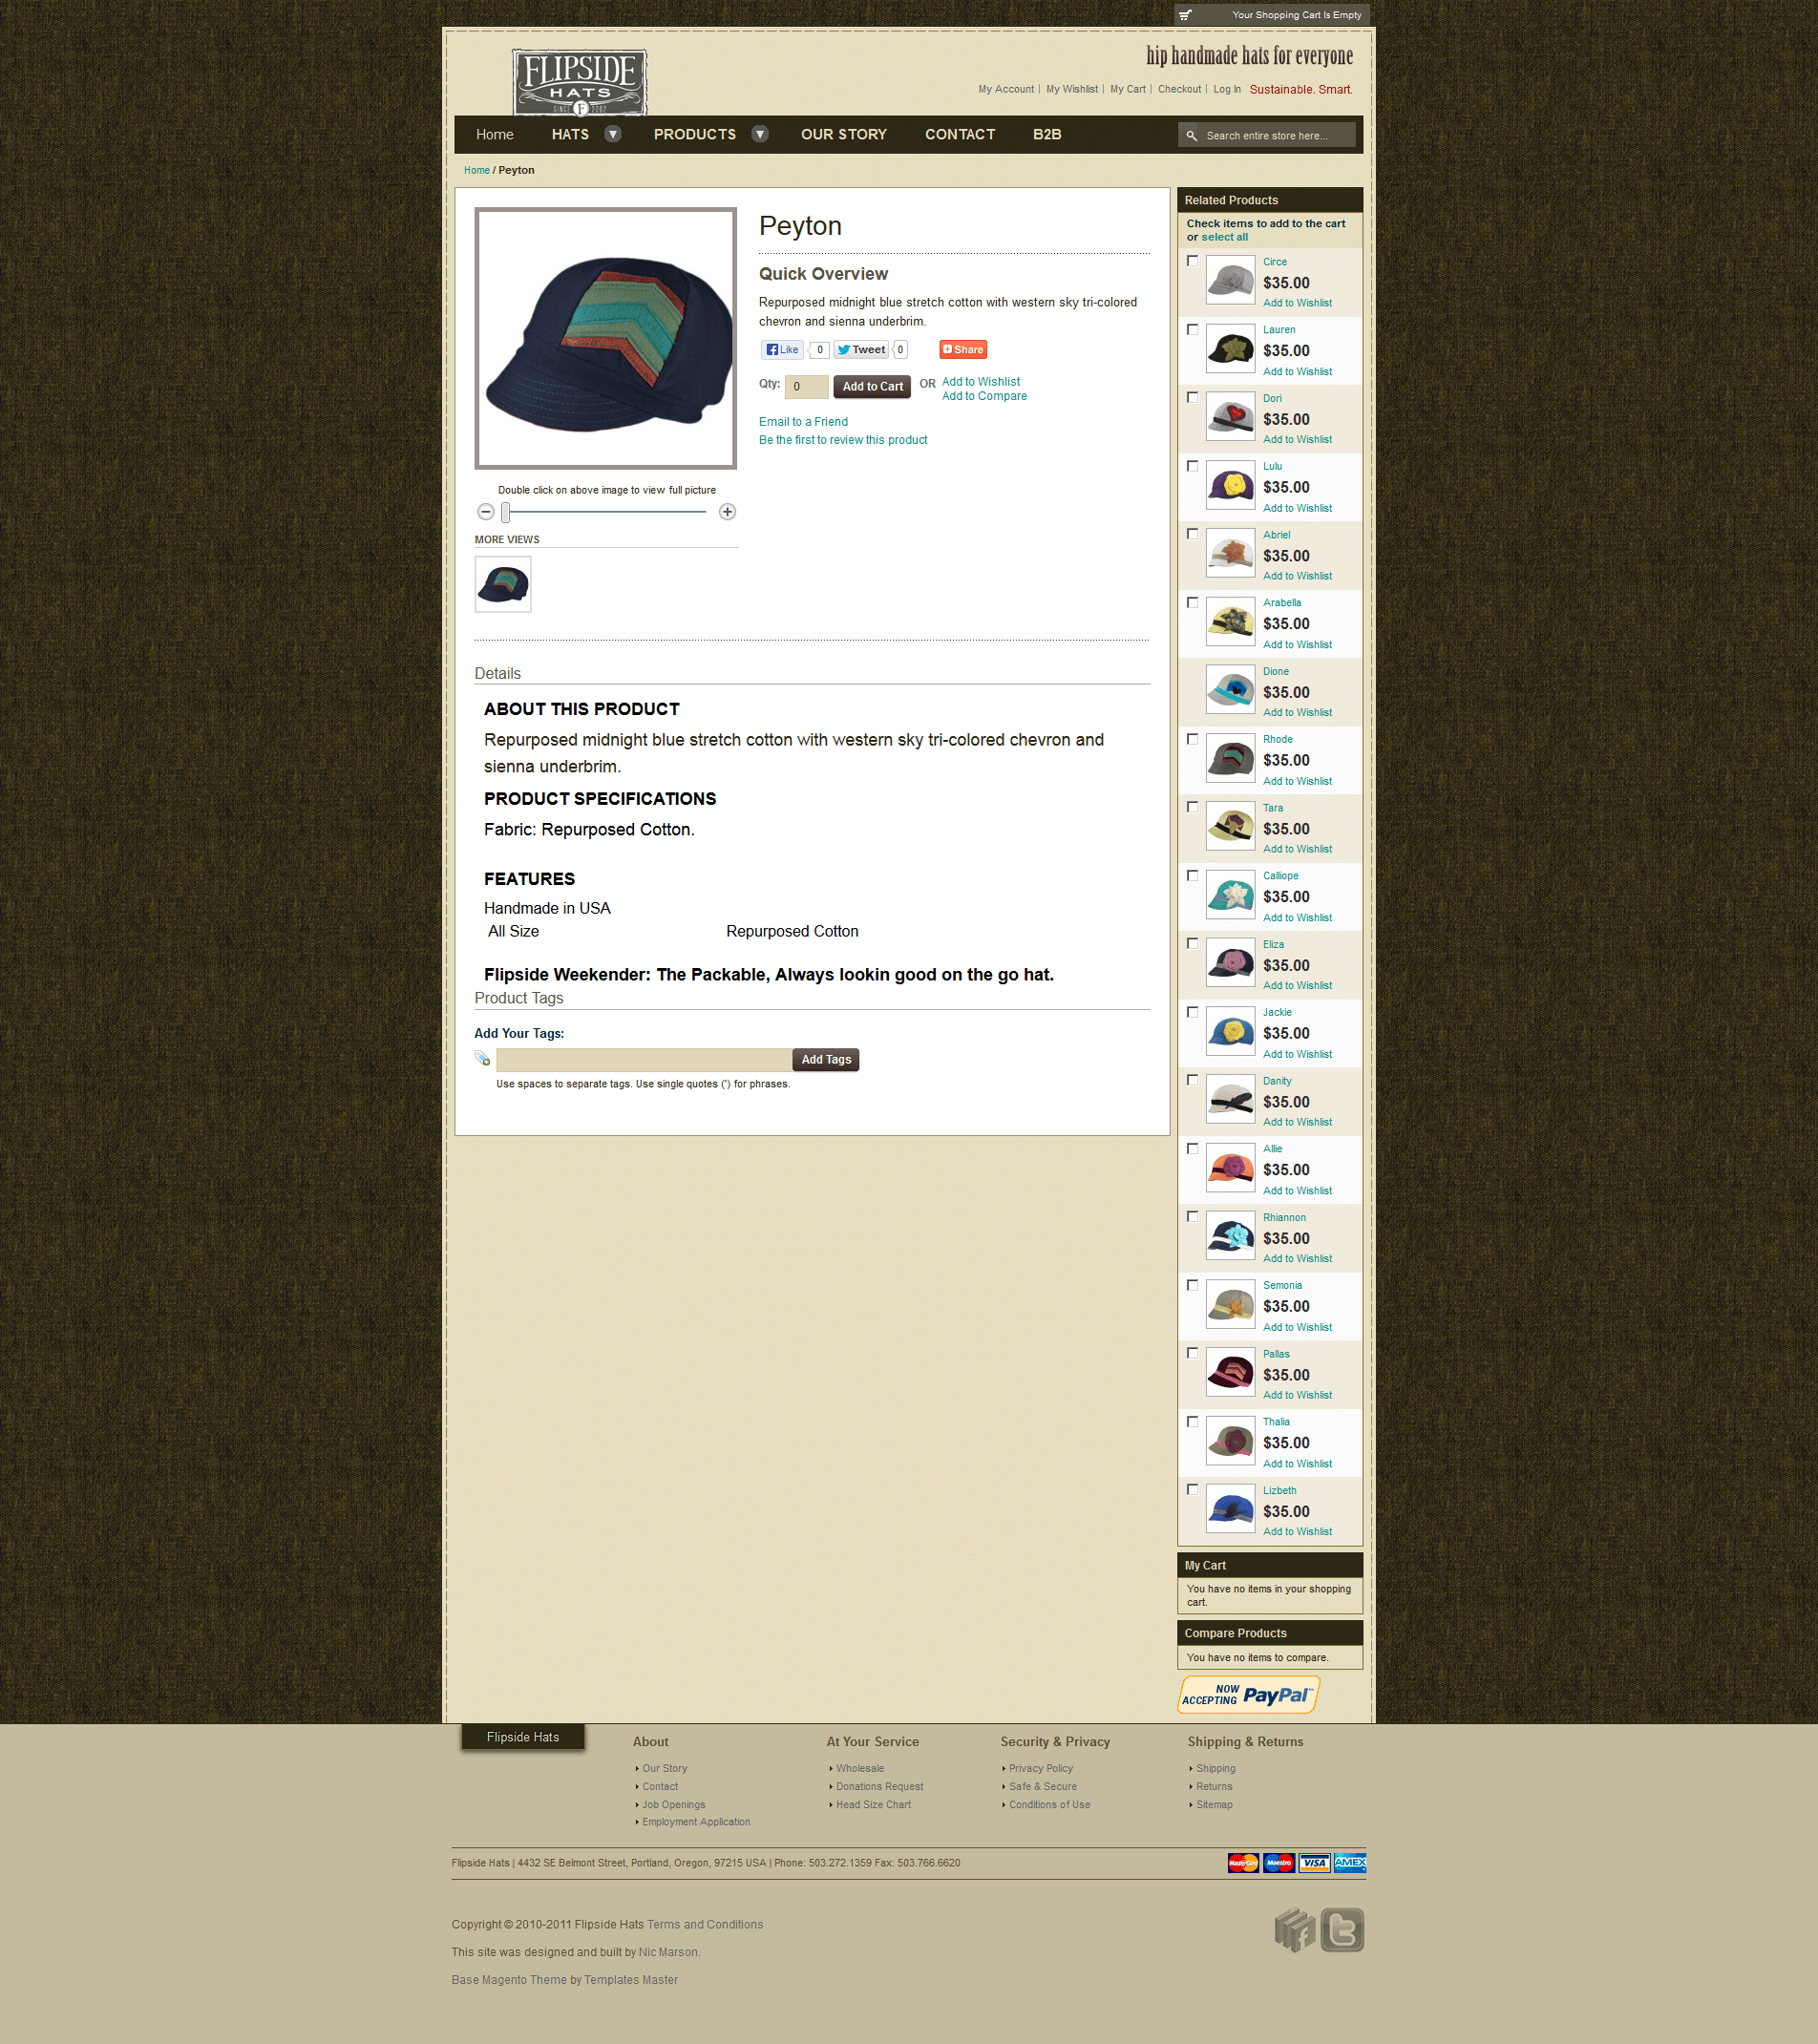 Your Shopping Cart Is Empty
FLIPSIDE
HATS
SINCE F 2002
hip handmade hats for everyone
My Account | My Wishlist | My Cart | Checkout | Log In Sustainable. Smart.
Home HATS PRODUCTS OUR STORY CONTACT B2B Search entire store here...
Home / Peyton
Peyton
Quick Overview
Repurposed midnight blue stretch cotton with western sky tri-colored
chevron and sienna underbrim.
Like 0 Tweet 0 Share
Qty: 0 Add to Cart OR Add to Wishlist
Add to Compare
Email to a Friend
Be the first to review this product
Double click on above image to view full picture
MORE VIEWS
Details
ABOUT THIS PRODUCT
Repurposed midnight blue stretch cotton with western sky tri-colored chevron and
sienna underbrim.
PRODUCT SPECIFICATIONS
Fabric: Repurposed Cotton.
FEATURES
Handmade in USA
All Size Repurposed Cotton
Flipside Weekender: The Packable, Always lookin good on the go hat.
Product Tags
Add Your Tags:
Add Tags
Use spaces to separate tags. Use single quotes (') for phrases.
Related Products
Check items to add to the cart
or select all
Circe
$35.00
Add to Wishlist
Lauren
$35.00
Add to Wishlist
Dori
$35.00
Add to Wishlist
Lulu
$35.00
Add to Wishlist
Abriel
$35.00
Add to Wishlist
Arabella
$35.00
Add to Wishlist
Dione
$35.00
Add to Wishlist
Rhode
$35.00
Add to Wishlist
Tara
$35.00
Add to Wishlist
Calliope
$35.00
Add to Wishlist
Eliza
$35.00
Add to Wishlist
Jackie
$35.00
Add to Wishlist
Danity
$35.00
Add to Wishlist
Allie
$35.00
Add to Wishlist
Rhiannon
$35.00
Add to Wishlist
Semonia
$35.00
Add to Wishlist
Pallas
$35.00
Add to Wishlist
Thalia
$35.00
Add to Wishlist
Lizbeth
$35.00
Add to Wishlist
My Cart
You have no items in your shopping
cart.
Compare Products
You have no items to compare.
NOW
ACCEPTING PayPal
Flipside Hats
About
Our Story
Contact
Job Openings
Employment Application
At Your Service
Wholesale
Donations Request
Head Size Chart
Security & Privacy
Privacy Policy
Safe & Secure
Conditions of Use
Shipping & Returns
Shipping
Returns
Sitemap
Flipside Hats | 4432 SE Belmont Street, Portland, Oregon, 97215 USA | Phone: 503.272.1359 Fax: 503.766.6620
MasterCard Maestro VISA AMEX
Copyright © 2010-2011 Flipside Hats Terms and Conditions
This site was designed and built by Nic Marson.
Base Magento Theme by Templates Master